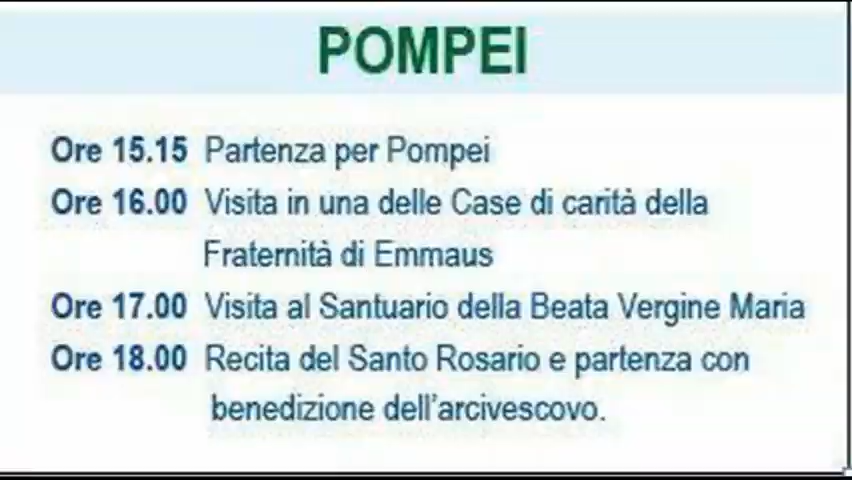 POMPEI
Ore 15.15 Partenza per Pompei
Ore 16.00 Visita in una delle Case di carità della
Fraternità di Emmaus
Ore 17.00 Visita al Santuario della Beata Vergine Maria
Ore 18.00 Recita del Santo Rosario e partenza con
benedizione dell'arcivescovo.